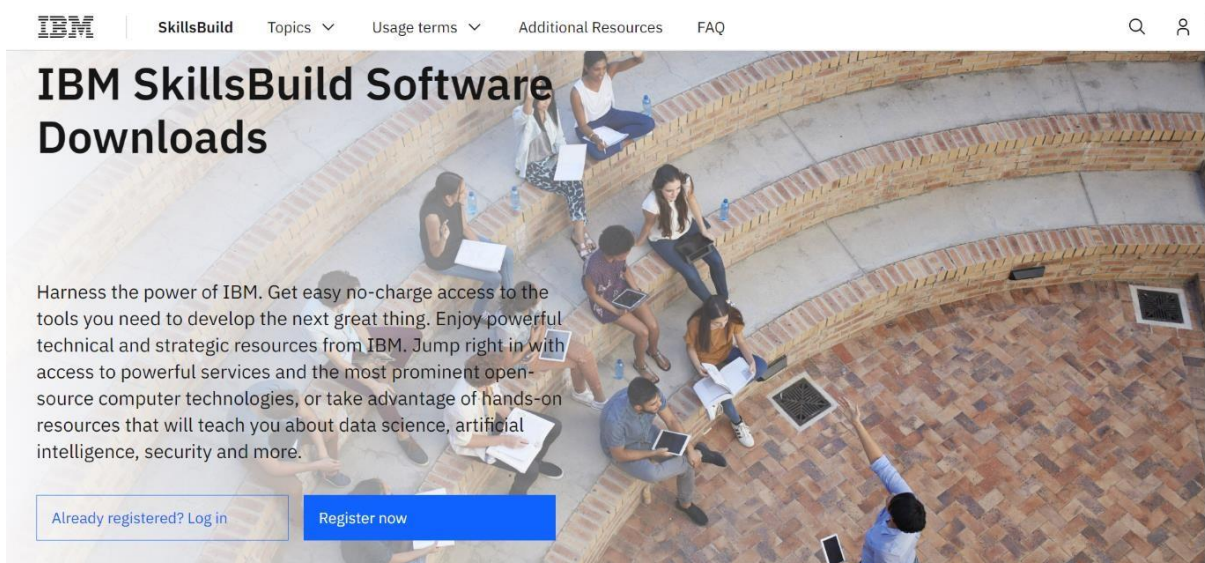 IBM SkillsBuild Topics Usage terms Additional Resources FAQ
IBM SkillsBuild Software
Downloads
Harness the power of IBM. Get easy no-charge access to the
tools you need to develop the next great thing. Enjoy powerful
technical and strategic resources from IBM. Jump right in with
access to powerful services and the most prominent open-
source computer technologies, or take advantage of hands-on
resources that will teach you about data science, artificial
intelligence, security and more.
Already registered? Log in Register now